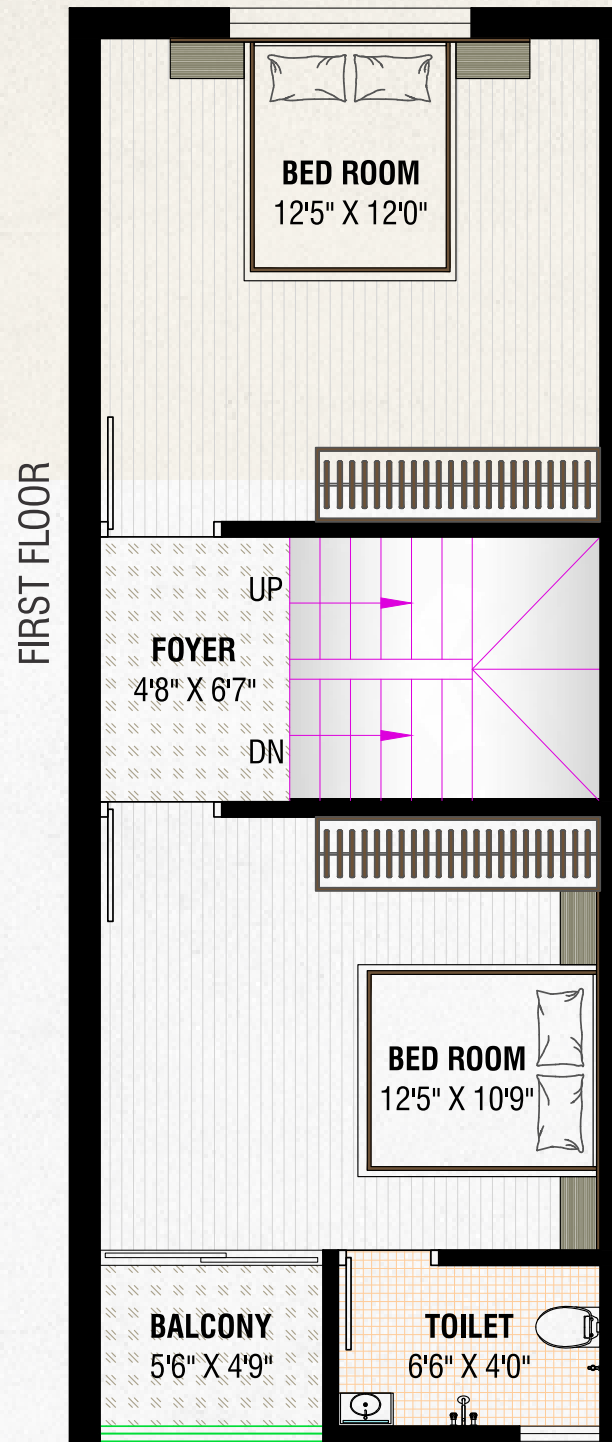 BED ROOM
12'5" X 12'0"
FIRST FLOOR
UP
FOYER
4'8" X 6'7"
DN
BED ROOM
12'5" X 10'9"
BALCONY
5'6" X 4'9"
TOILET
6'6" X 4'0"